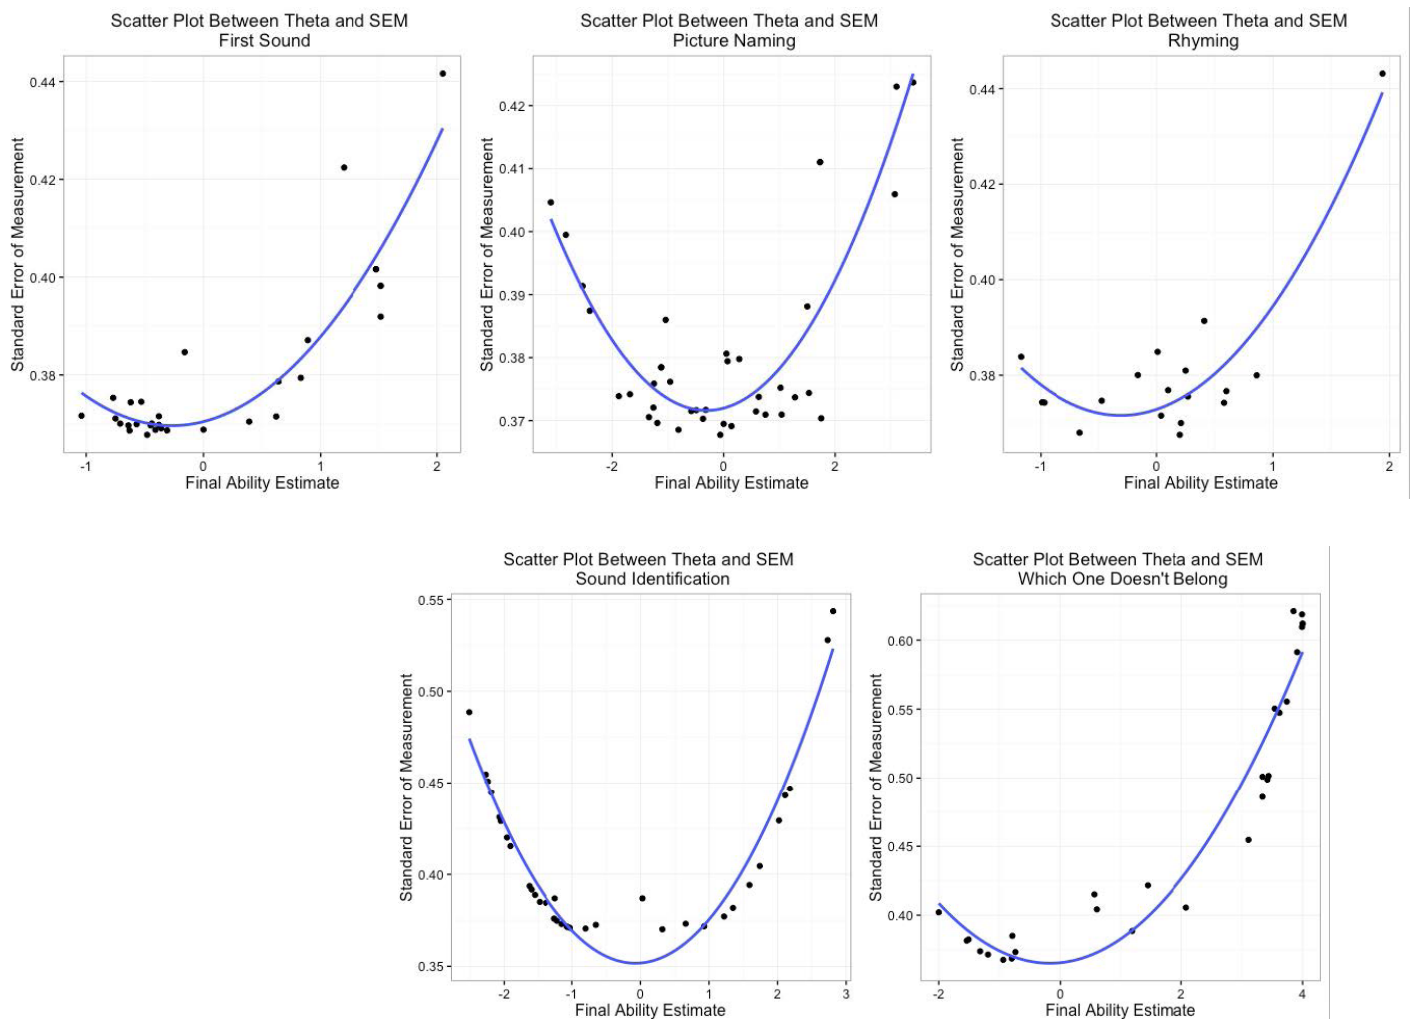 Scatter Plot Between Theta and SEM
First Sound
Standard Error of Measurement
0.44
0.42
0.40
0.38
-1 0 1 2
Final Ability Estimate
Scatter Plot Between Theta and SEM
Picture Naming
Standard Error of Measurement
0.42
0.41
0.40
0.39
0.38
0.37
-2 0 2
Final Ability Estimate
Scatter Plot Between Theta and SEM
Rhyming
Standard Error of Measurement
0.44
0.42
0.40
0.38
-1 0 1 2
Final Ability Estimate
Scatter Plot Between Theta and SEM
Sound Identification
Standard Error of Measurement
0.55
0.50
0.45
0.40
0.35
-2 -1 0 1 2 3
Final Ability Estimate
Scatter Plot Between Theta and SEM
Which One Doesn't Belong
Standard Error of Measurement
0.60
0.55
0.50
0.45
0.40
-2 0 2 4
Final Ability Estimate